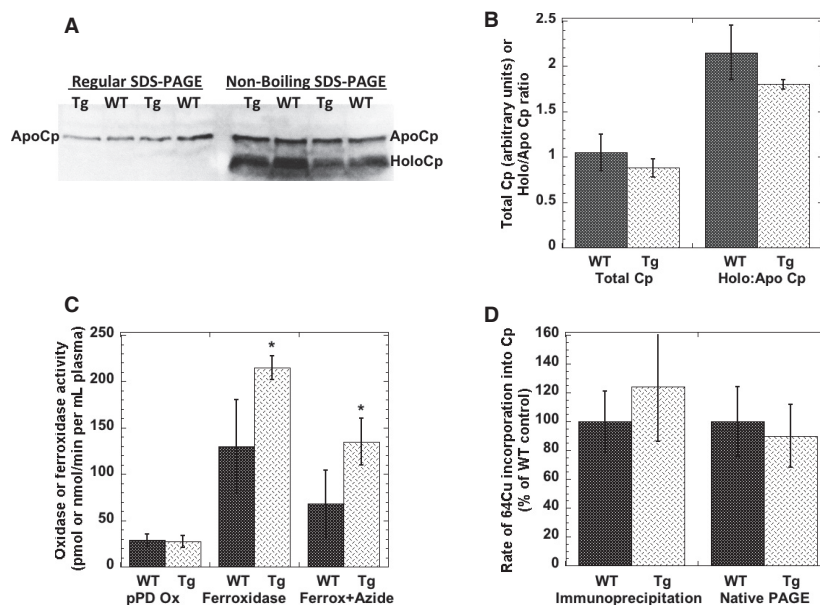 A
Regular SDS-PAGE Non-Boiling SDS-PAGE
Tg WT Tg WT Tg WT Tg WT
ApoCp ApoCp
HoloCp
B
Total Cp (arbitrary units) or
Holo/Apo Cp ratio
2.5
2
1.5
1
0.5
0
WT Tg WT Tg
Total Cp Holo:Apo Cp
C
Oxidase or ferroxidase activity
(pmol or nmol/min per mL plasma)
250
200
150
100
50
0
* *
WT Tg WT Tg WT Tg
pPD Ox Ferroxidase Ferrox+Azide
D
Rate of 64Cu incorporation into Cp
(% of WT control)
160
140
120
100
80
60
40
20
0
WT Tg WT Tg
Immunoprecipitation Native PAGE